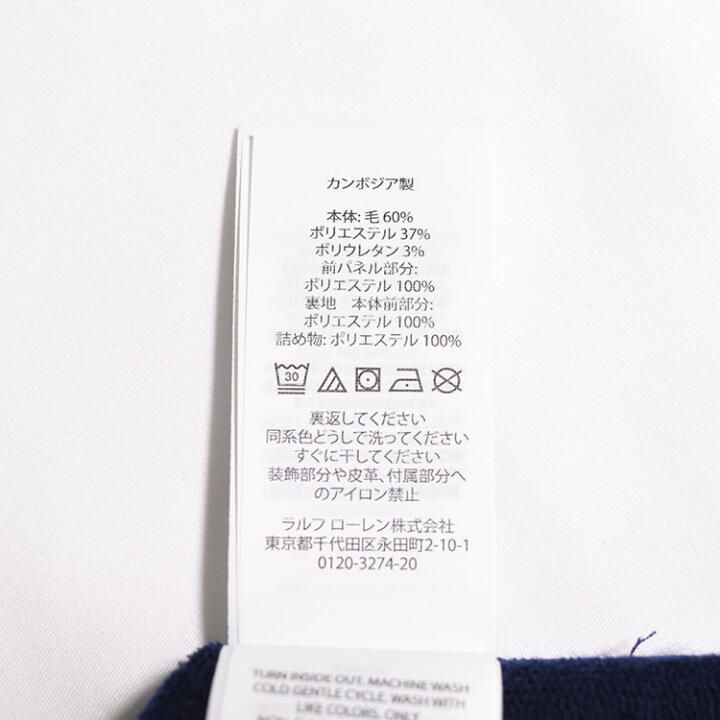 カンボジア製
本体: 毛 60%
ポリエステル 37%
ポリウレタン 3%
前パネル部分:
ポリエステル 100%
裏地　本体前部分:
ポリエステル 100%
詰め物: ポリエステル 100%
30
裏返してください
同系色どうしで洗ってください
すぐに干してください
装飾部分や皮革、付属部分へ
のアイロン禁止
ラルフ ローレン株式会社
東京都千代田区永田町2-10-1
0120-3274-20
TURN INSIDE OUT. MACHINE WASH
COLD GENTLE CYCLE. WASH WITH
LIKE COLORS. ONLY